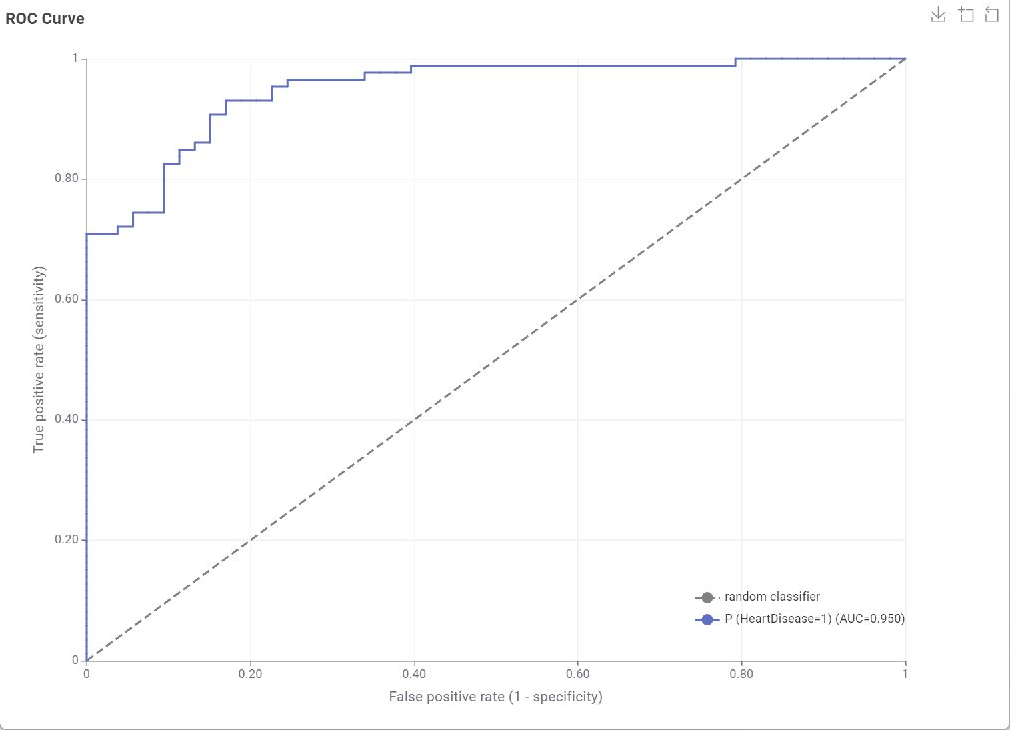 ROC Curve
1
0.80
0.60
0.40
0.20
0
True positive rate (sensitivity)
random classifier
P (HeartDisease=1) (AUC=0.950)
0
0.20
0.40
0.60
0.80
1
False positive rate (1 - specificity)